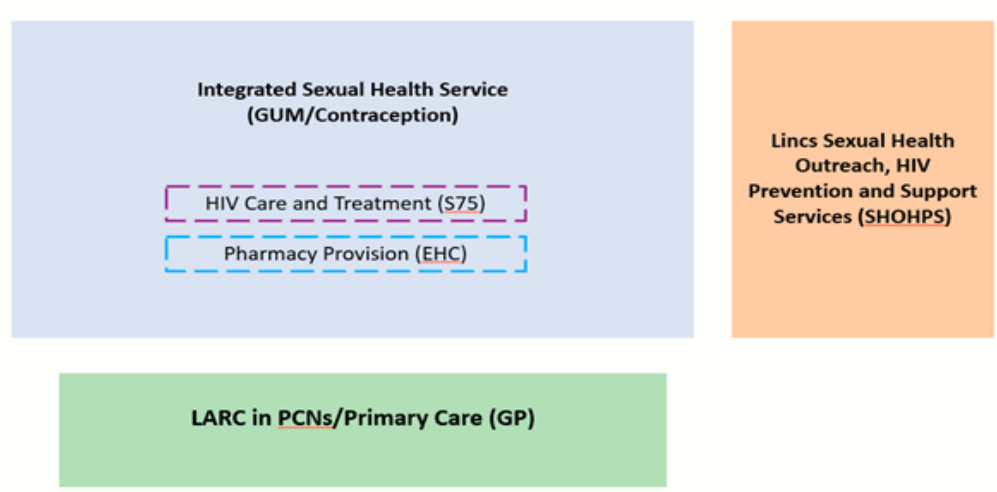 Integrated Sexual Health Service
(GUM/Contraception)
HIV Care and Treatment (S75)
Pharmacy Provision (EHC)
Lincs Sexual Health
Outreach, HIV
Prevention and Support
Services (SHOHPS)
LARC in PCNs/Primary Care (GP)